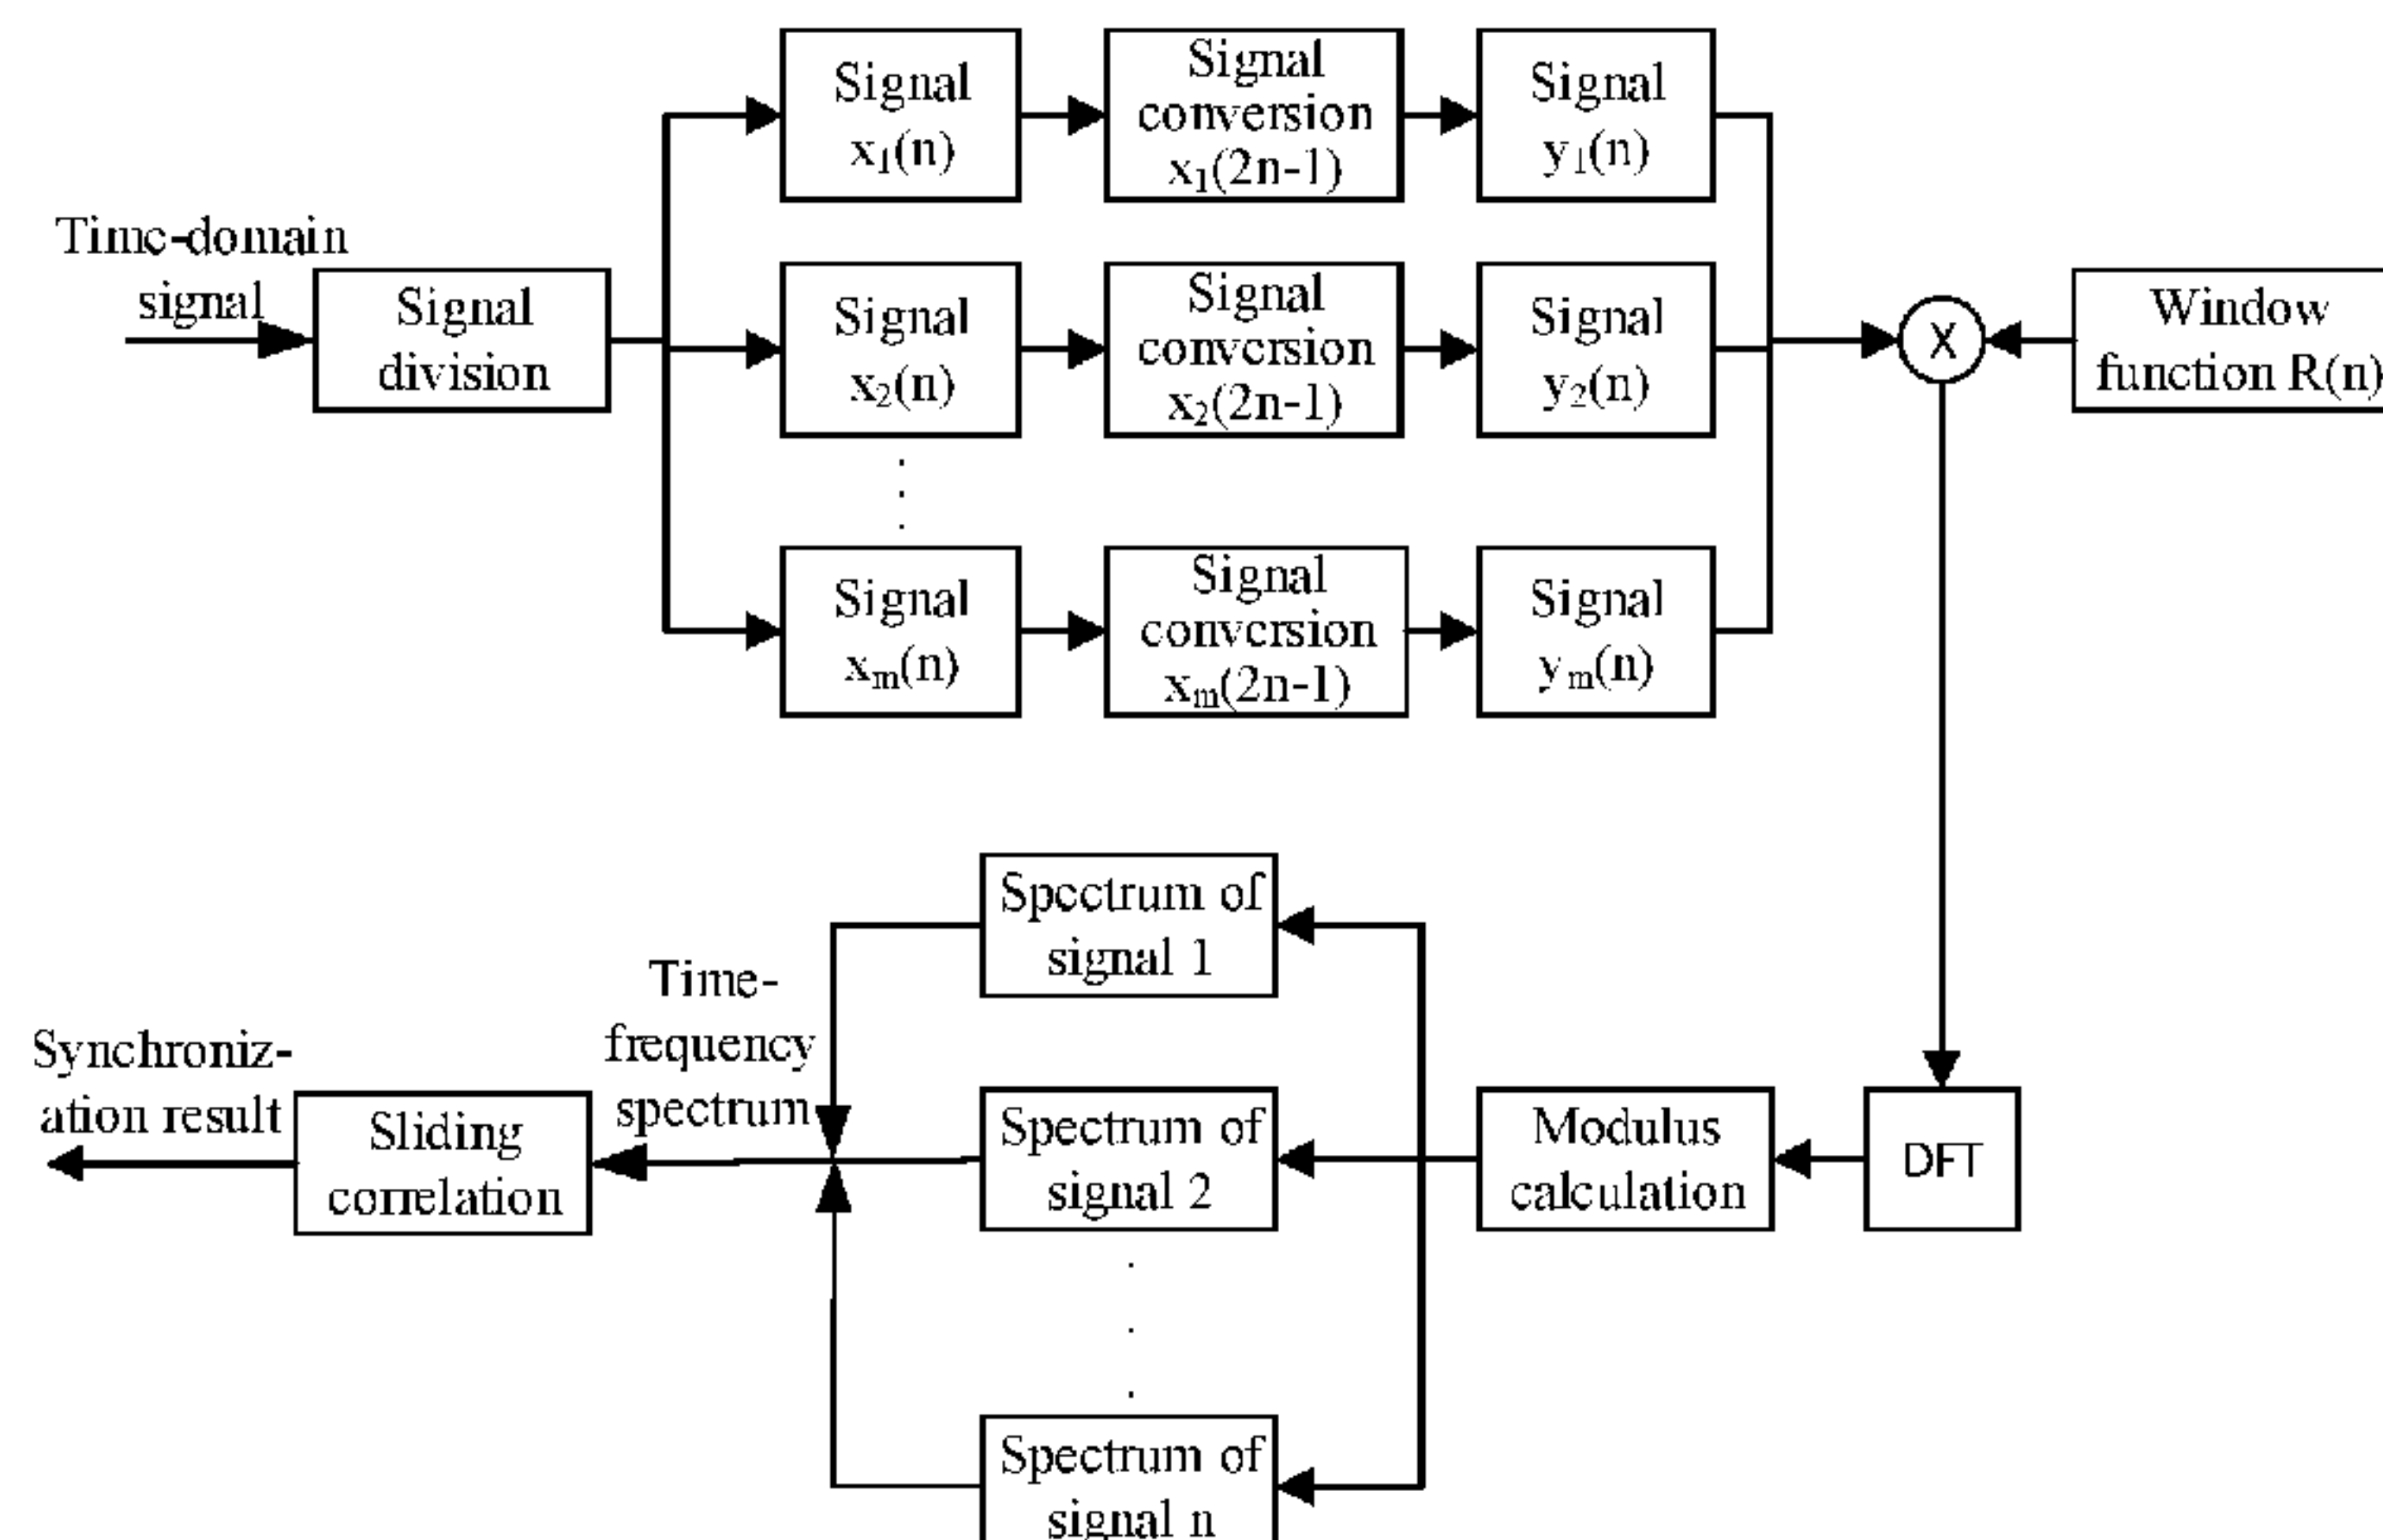 Time-domain
signal
Signal
division
Signal
x₁(n)
Signal
conversion
x₁(2n-1)
Signal
y₁(n)
Signal
x₂(n)
Signal
conversion
x₂(2n-1)
Signal
y₂(n)
Signal
xₘ(n)
Signal
conversion
xₘ(2n-1)
Signal
yₘ(n)
X
Window
function R(n)
DFT
Modulus
calculation
Spectrum of
signal 1
Spectrum of
signal 2
Spectrum of
signal n
Time-
frequency
spectrum
Sliding
correlation
Synchroniz-
ation result